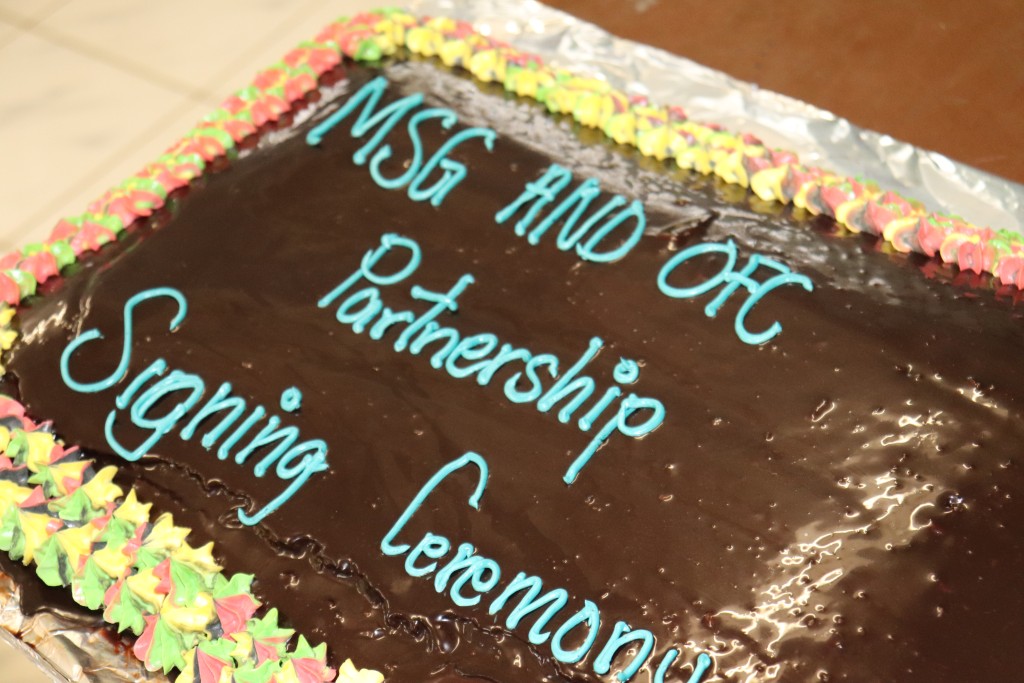 MSG AND OFC
Partnership
Signing Ceremony